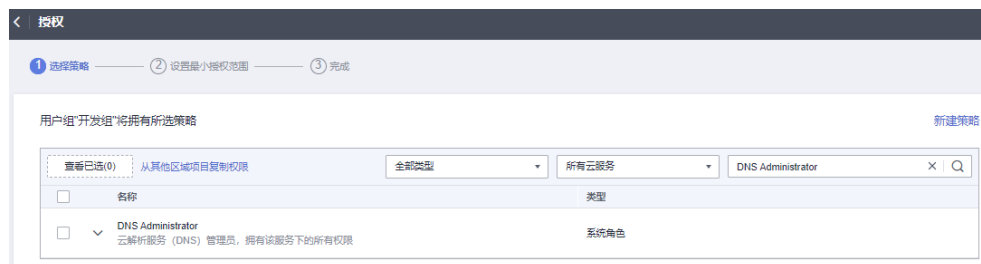 < 授权
1 选择策略 2 设置最小授权范围 3 完成
用户组"开发组"将拥有所选策略 新建策略
查看已选(0) 从其他区域项目复制权限 全部类型 所有云服务 DNS Administrator
名称 类型
DNS Administrator
云解析服务（DNS）管理员，拥有该服务下的所有权限 系统角色